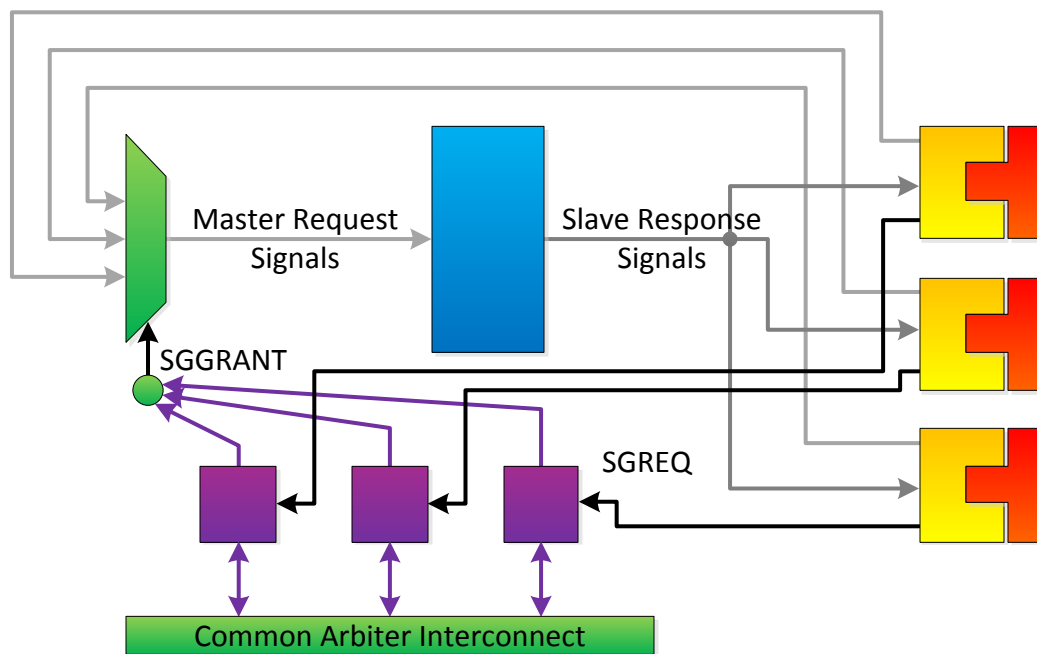 Master Request
Signals
Slave Response
Signals
SGGRANT
SGREQ
Common Arbiter Interconnect